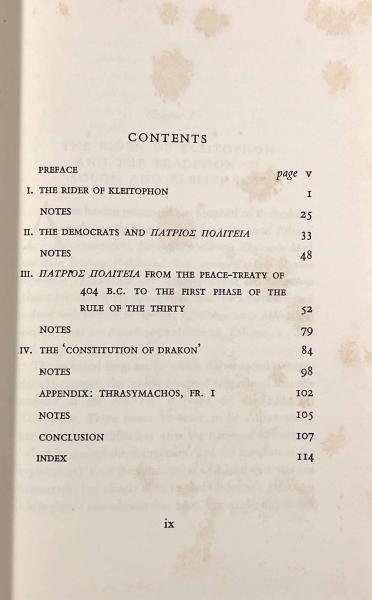 CONTENTS
PREFACE page v
I. THE RIDER OF KLEITOPHON 1
NOTES 25
II. THE DEMOCRATS AND ΠΑΤΡΙΟΣ ΠΟΛΙΤΕΙΑ 33
NOTES 48
III. ΠΑΤΡΙΟΣ ΠΟΛΙΤΕΙΑ FROM THE PEACE-TREATY OF
404 B.C. TO THE FIRST PHASE OF THE
RULE OF THE THIRTY 52
NOTES 79
IV. THE ‘CONSTITUTION OF DRAKON’ 84
NOTES 98
APPENDIX: THRASYMACHOS, FR. 1 102
NOTES 105
CONCLUSION 107
INDEX 114
ix